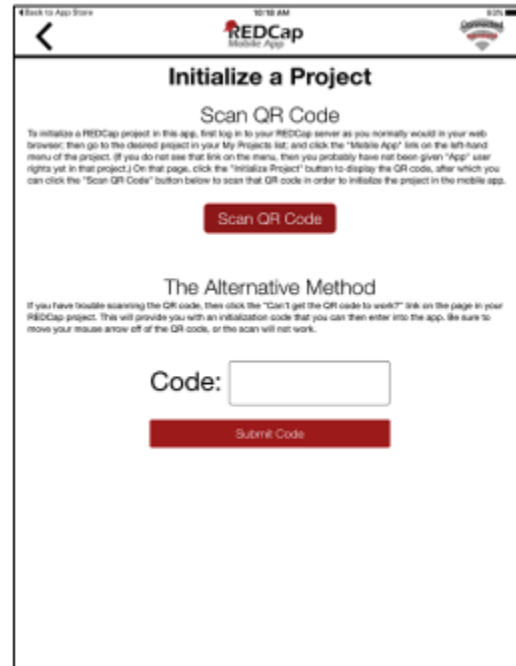 Back to App Store
10:18 AM
93%
REDCap
Mobile App
Connected
Initialize a Project
Scan QR Code
To initialize a REDCap project in this app, first log in to your REDCap server as you normally would in your web
browser; then go to the desired project in your My Projects list; and click the "Mobile App" link on the left-hand
menu of the project. (If you do not see that link on the menu, then you probably have not been given "App" user
rights yet in that project.) On that page, click the "Initialize Project" button to display the QR code, after which you
can click the "Scan QR Code" button below to scan that QR code in order to initialize the project in the mobile app.
Scan QR Code
The Alternative Method
If you have trouble scanning the QR code, then click the "Can't get the QR code to work?" link on the page in your
REDCap project. This will provide you with an initialization code that you can then enter into the app. Be sure to
move your mouse arrow off of the QR code, or the scan will not work.
Code:
Submit Code